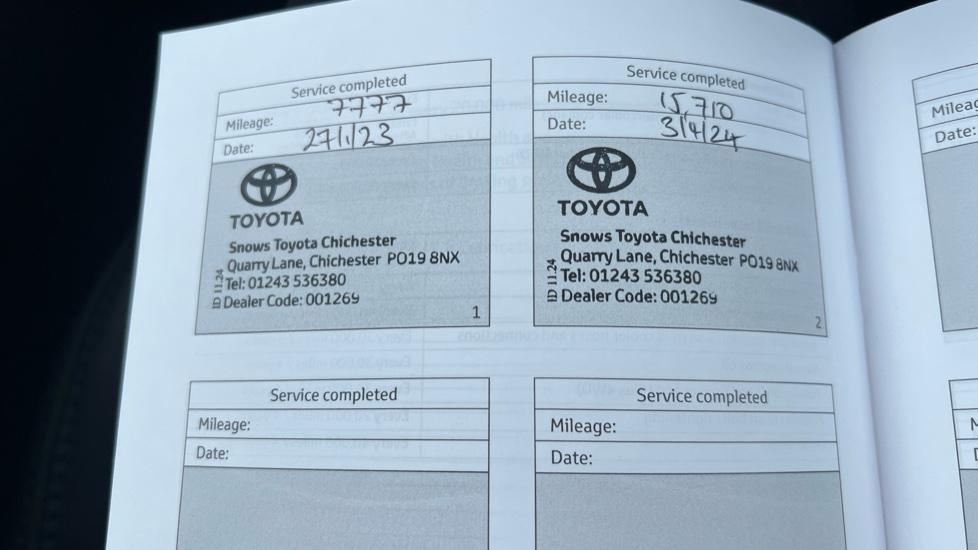 Service completed
Mileage: 7777
Date: 27/1/23
TOYOTA
Snows Toyota Chichester
Quarry Lane, Chichester PO19 8NX
Tel: 01243 536380
Dealer Code: 001269
ID 11.24
1
Service completed
Mileage: 15,710
Date: 3/4/24
TOYOTA
Snows Toyota Chichester
Quarry Lane, Chichester PO19 8NX
Tel: 01243 536380
Dealer Code: 001269
ID 11.24
2
Date:
Service completed
Mileage:
Date:
Service completed
Mileage:
Date: